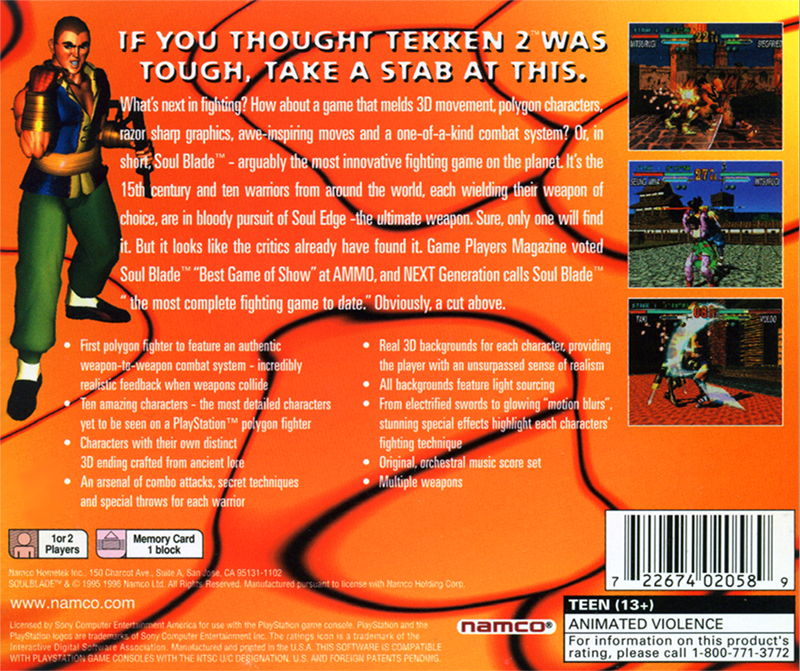 IF YOU THOUGHT TEKKEN 2™ WAS
TOUGH, TAKE A STAB AT THIS.
What's next in fighting? How about a game that melds 3D movement, polygon characters,
razor sharp graphics, awe-inspiring moves and a one-of-a-kind combat system? Or, in
short, Soul Blade™ - arguably the most innovative fighting game on the planet. It's the
15th century and ten warriors from around the world, each wielding their weapon of
choice, are in bloody pursuit of Soul Edge -the ultimate weapon. Sure, only one will find
it. But it looks like the critics already have found it. Game Players Magazine voted
Soul Blade™ "Best Game of Show" at AMMO, and NEXT Generation calls Soul Blade™
" the most complete fighting game to date." Obviously, a cut above.
• First polygon fighter to feature an authentic
weapon-to-weapon combat system - incredibly
realistic feedback when weapons collide
• Ten amazing characters - the most detailed characters
yet to be seen on a PlayStation™ polygon fighter
• Characters with their own distinct
3D ending crafted from ancient lore
• An arsenal of combo attacks, secret techniques
and special throws for each warrior
• Real 3D backgrounds for each character, providing
the player with an unsurpassed sense of realism
• All backgrounds feature light sourcing
• From electrified swords to glowing "motion blurs",
stunning special effects highlight each characters'
fighting technique
• Original, orchestral music score set
• Multiple weapons
MITSURUGI
SIEGFRIED
SEUNG MINA
MITSURUGI
TAKI
VOLDO
1or 2
Players
Memory Card
1 block
Namco Hometek Inc., 150 Charcot Ave., Suite A, San Jose, CA 95131-1102
SOULBLADE™ & © 1995 1996 Namco Ltd. All Rights Reserved. Manufactured pursuant to license with Namco Holding Corp.
www.namco.com
Licensed by Sony Computer Entertainment America for use with the PlayStation game console. PlayStation and the
PlayStation logos are trademarks of Sony Computer Entertainment Inc. The ratings icon is a trademark of the
Interactive Digital Software Association. Manufactured and printed in the U.S.A. THIS SOFTWARE IS COMPATIBLE
WITH PLAYSTATION GAME CONSOLES WITH THE NTSC U/C DESIGNATION. U.S. AND FOREIGN PATENTS PENDING.
namco®
7 22674 02058 9
TEEN (13+)
ANIMATED VIOLENCE
For information on this product's
rating, please call 1-800-771-3772